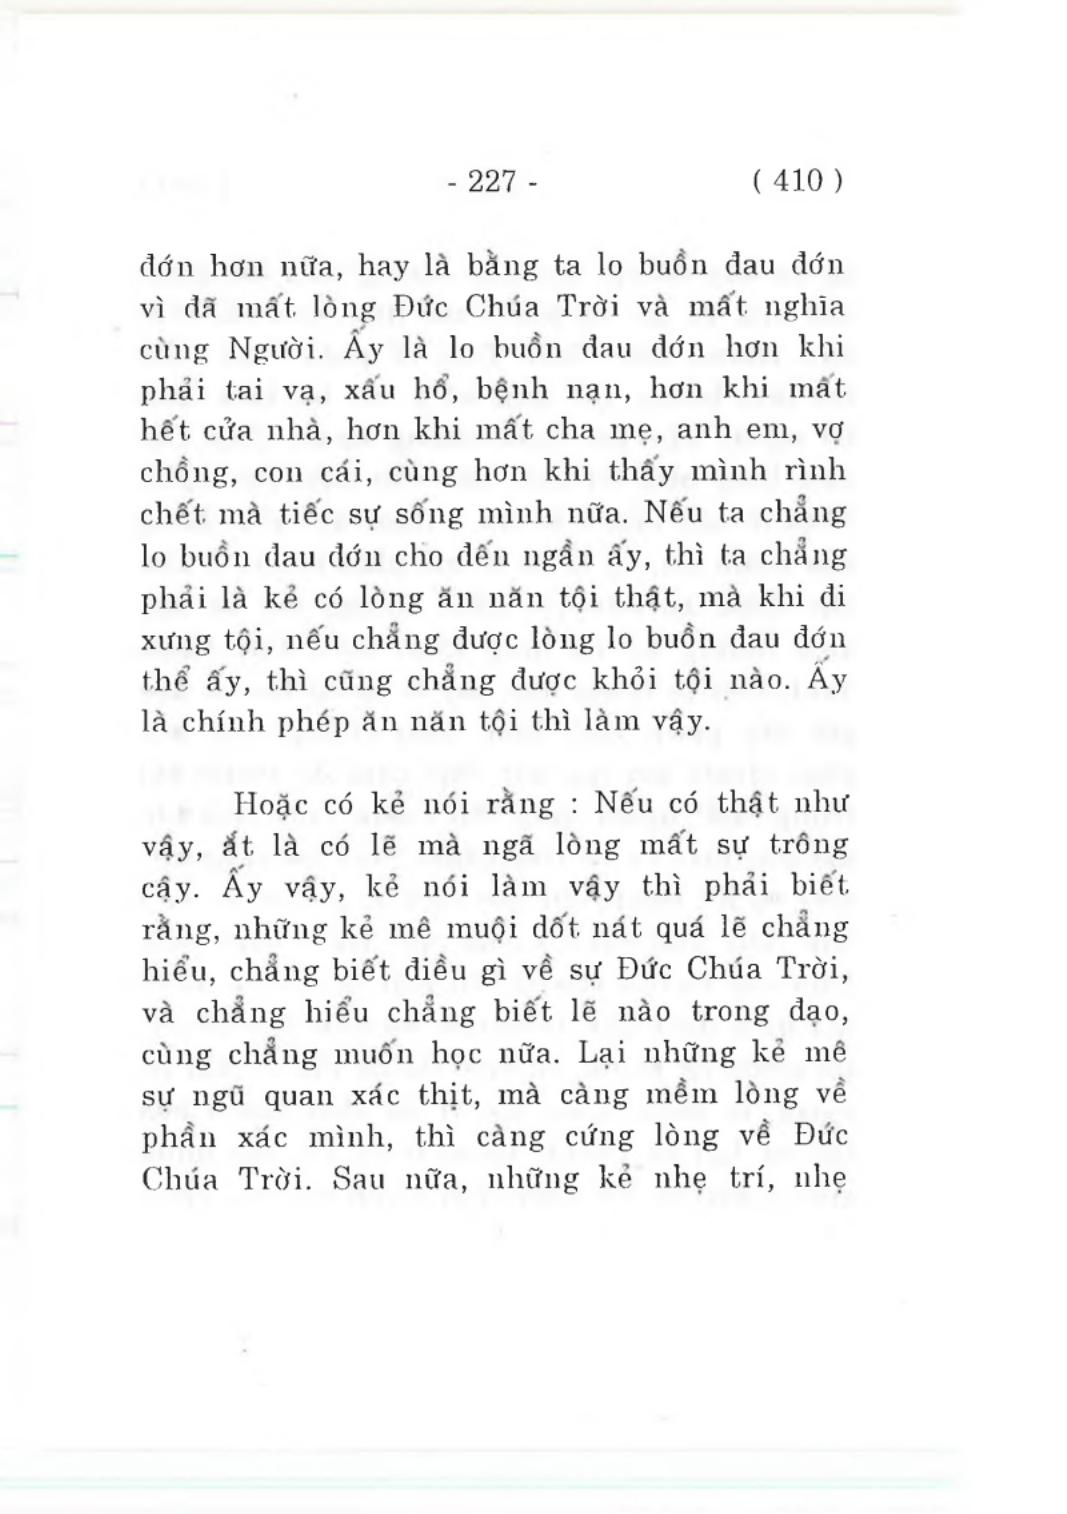 - 227 - ( 410 )
đớn hơn nữa, hay là bằng ta lo buồn đau đớn
vì đã mất lòng Đức Chúa Trời và mất nghĩa
cùng Người. Ấy là lo buồn đau đớn hơn khi
phải tai vạ, xấu hổ, bệnh nạn, hơn khi mất
hết cửa nhà, hơn khi mất cha mẹ, anh em, vợ
chồng, con cái, cùng hơn khi thấy mình rình
chết mà tiếc sự sống mình nữa. Nếu ta chẳng
lo buồn đau đớn cho đến ngần ấy, thì ta chẳng
phải là kẻ có lòng ăn năn tội thật, mà khi đi
xưng tội, nếu chẳng được lòng lo buồn đau đớn
thể ấy, thì cũng chẳng được khỏi tội nào. Ấy
là chính phép ăn năn tội thì làm vậy.
Hoặc có kẻ nói rằng : Nếu có thật như
vậy, ắt là có lẽ mà ngã lòng mất sự trông
cậy. Ấy vậy, kẻ nói làm vậy thì phải biết
rằng, những kẻ mê muội dốt nát quá lẽ chẳng
hiểu, chẳng biết điều gì về sự Đức Chúa Trời,
và chẳng hiểu chẳng biết lẽ nào trong đạo,
cùng chẳng muốn học nữa. Lại những kẻ mê
sự ngũ quan xác thịt, mà càng mềm lòng về
phần xác mình, thì càng cứng lòng về Đức
Chúa Trời. Sau nữa, những kẻ nhẹ trí, nhẹ